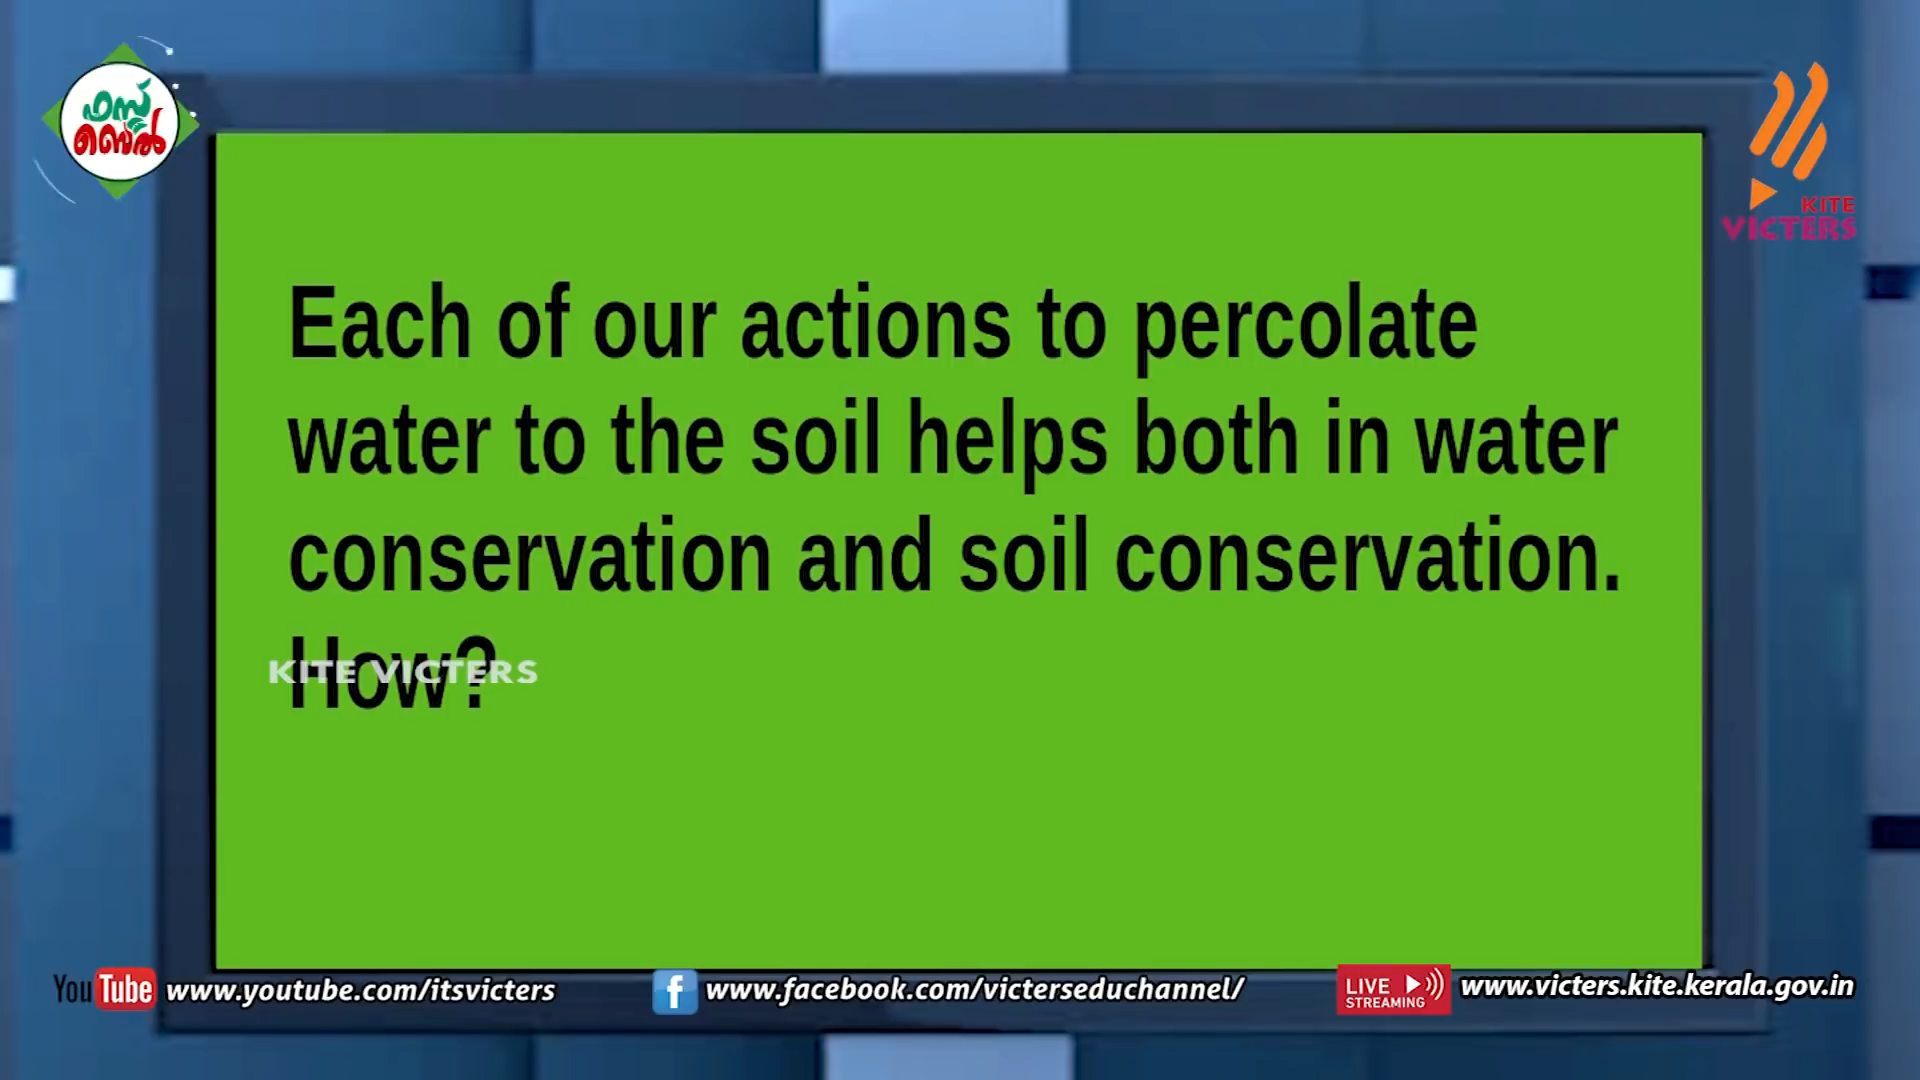 ഫസ്റ്റ്
ബെൽ
KITE
VICTERS
Each of our actions to percolate
water to the soil helps both in water
conservation and soil conservation.
How?
KITE VICTERS
YouTube www.youtube.com/itsvicters
f www.facebook.com/victerseduchannel/
LIVE
STREAMING
www.victers.kite.kerala.gov.in